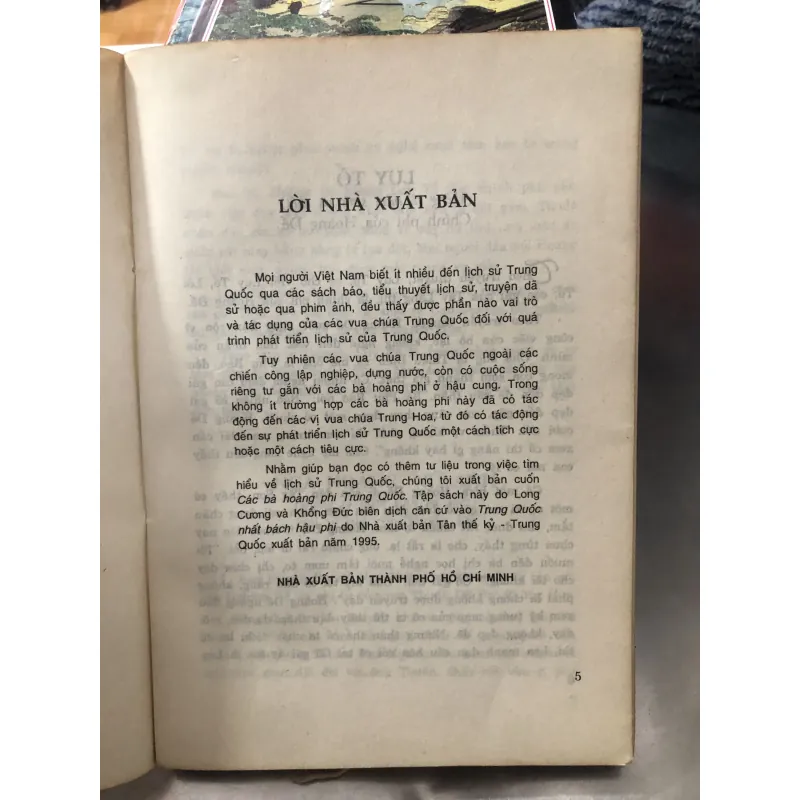 LỜI NHÀ XUẤT BẢN
Mọi người Việt Nam biết ít nhiều đến lịch sử Trung
Quốc qua các sách báo, tiểu thuyết lịch sử, truyện dã
sử hoặc qua phim ảnh, đều thấy được phần nào vai trò
và tác dụng của các vua chúa Trung Quốc đối với quá
trình phát triển lịch sử của Trung Quốc.
Tuy nhiên các vua chúa Trung Quốc ngoài các
chiến công lập nghiệp, dựng nước, còn có cuộc sống
riêng tư gắn với các bà hoàng phi ở hậu cung. Trong
không ít trường hợp các bà hoàng phi này đã có tác
động đến các vị vua chúa Trung Hoa, từ đó có tác động
đến sự phát triển lịch sử Trung Quốc một cách tích cực
hoặc một cách tiêu cực.
Nhằm giúp bạn đọc có thêm tư liệu trong việc tìm
hiểu về lịch sử Trung Quốc, chúng tôi xuất bản cuốn
Các bà hoàng phi Trung Quốc. Tập sách này do Long
Cương và Khổng Đức biên dịch căn cứ vào Trung Quốc
nhất bách hậu phi do Nhà xuất bản Tân thế kỷ - Trung
Quốc xuất bản năm 1995.
NHÀ XUẤT BẢN THÀNH PHỐ HỒ CHÍ MINH
5